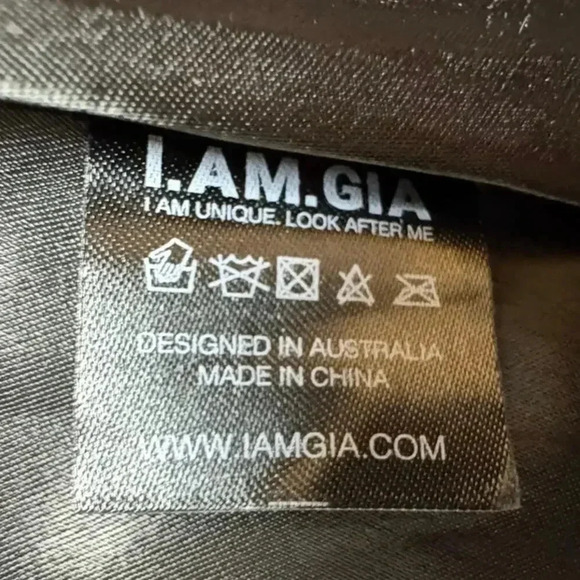 I.AM.GIA
I AM UNIQUE. LOOK AFTER ME
DESIGNED IN AUSTRALIA
MADE IN CHINA
WWW.IAMGIA.COM